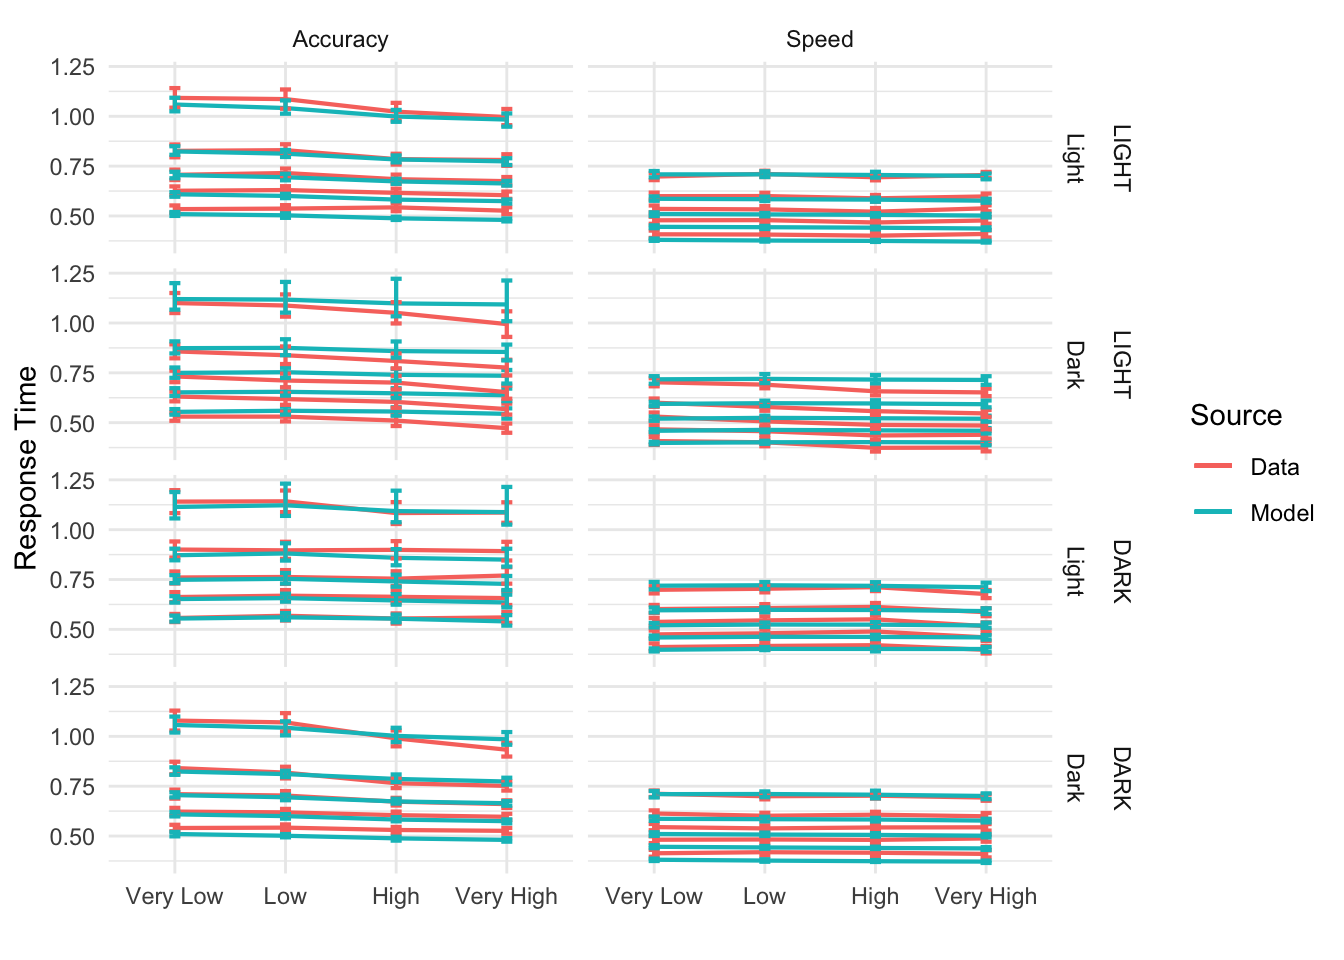 Accuracy
Speed
1.25
1.00
0.75
0.50
Light
LIGHT
1.25
1.00
0.75
0.50
Dark
LIGHT
1.25
1.00
0.75
0.50
Light
DARK
1.25
1.00
0.75
0.50
Dark
DARK
Response Time
Very Low
Low
High
Very High
Very Low
Low
High
Very High
Source
Data
Model